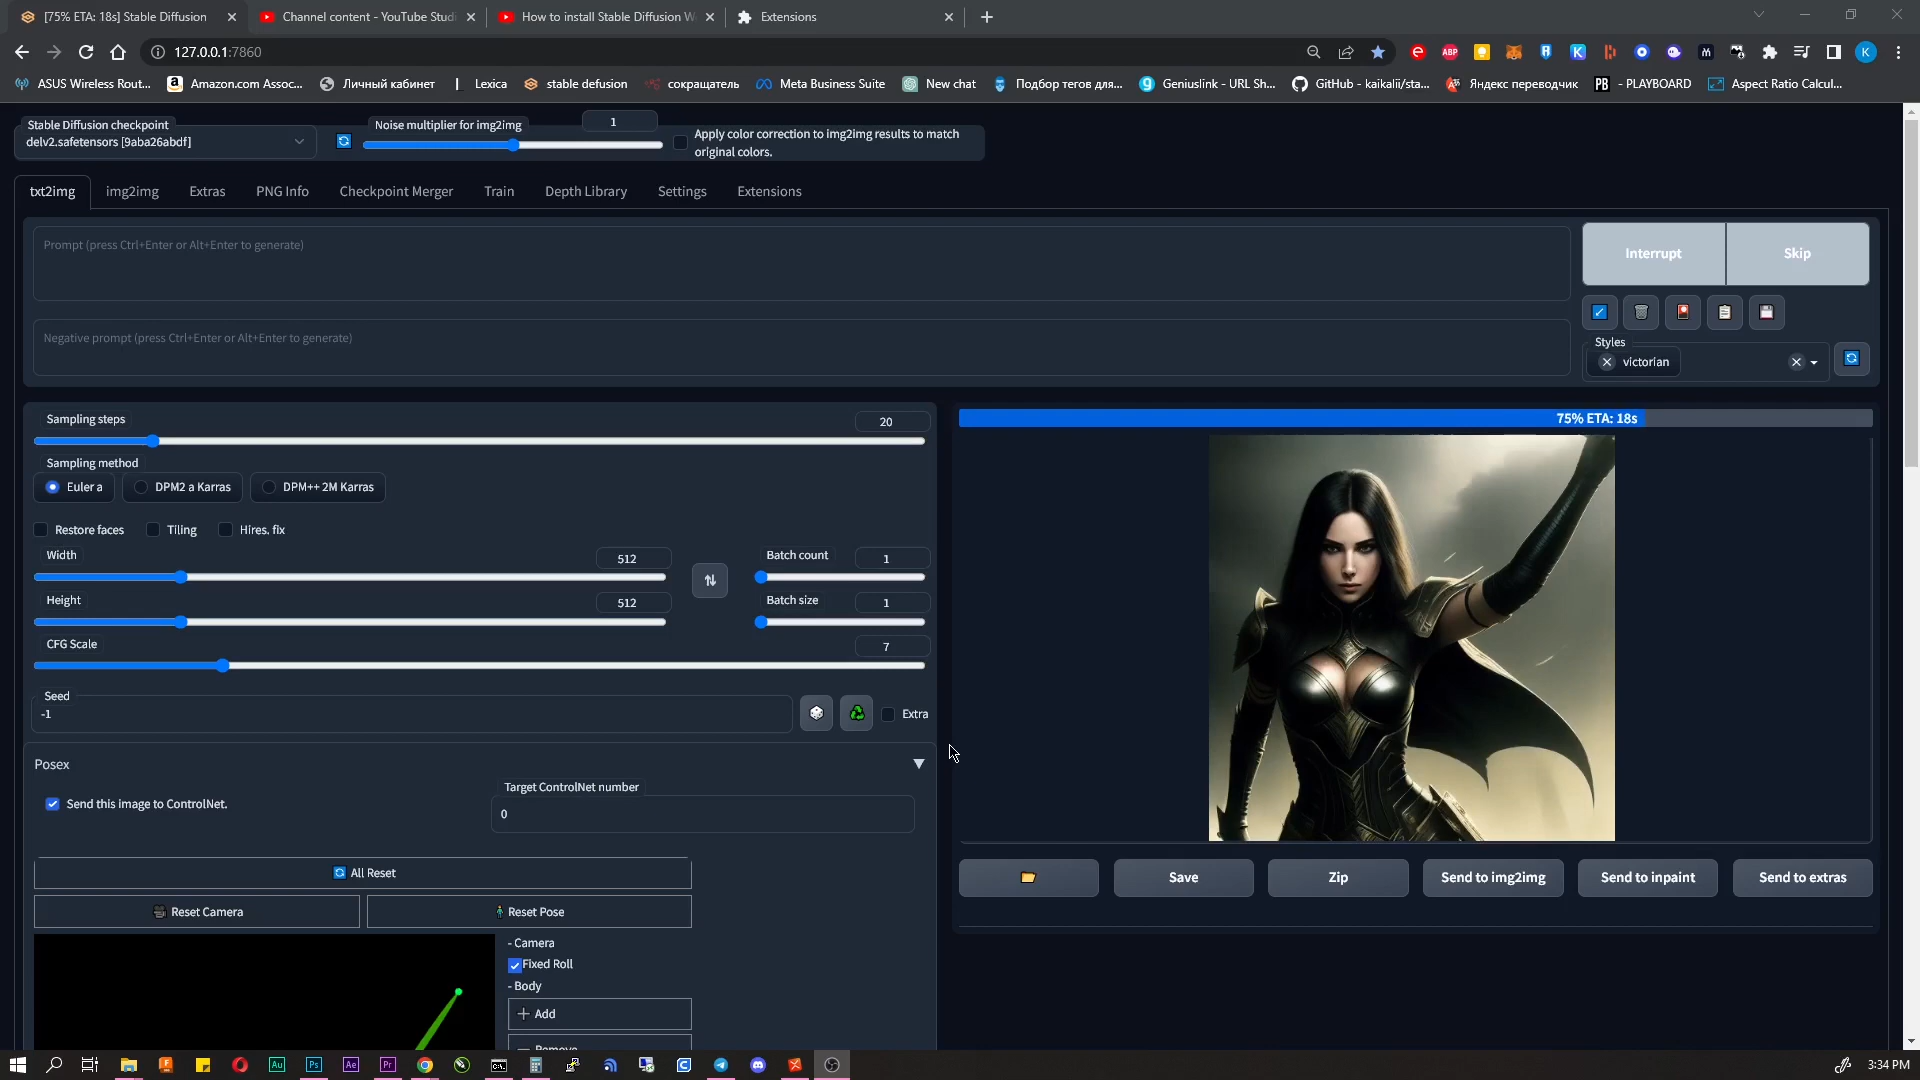 [75% ETA: 18s] Stable Diffusion
Channel content - YouTube Studi
How to install Stable Diffusion W
Extensions
127.0.0.1:7860
ASUS Wireless Rout...
Amazon.com Assoc...
Личный кабинет
Lexica
stable defusion
сокращатель
Meta Business Suite
New chat
Подбор тегов для...
Geniuslink - URL Sh...
GitHub - kaikalii/sta...
Яндекс переводчик
- PLAYBOARD
Aspect Ratio Calcul...
Stable Diffusion checkpoint
delv2.safetensors [9aba26abdf]
Noise multiplier for img2img
1
Apply color correction to img2img results to match
original colors.
txt2img
img2img
Extras
PNG Info
Checkpoint Merger
Train
Depth Library
Settings
Extensions
Prompt (press Ctrl+Enter or Alt+Enter to generate)
Negative prompt (press Ctrl+Enter or Alt+Enter to generate)
Interrupt
Skip
Styles
victorian
Sampling steps
20
Sampling method
Euler a
DPM2 a Karras
DPM++ 2M Karras
Restore faces
Tiling
Hires. fix
Width
512
Batch count
1
Height
512
Batch size
1
CFG Scale
7
Seed
-1
Extra
75% ETA: 18s
Posex
Send this image to ControlNet.
Target ControlNet number
0
All Reset
Reset Camera
Reset Pose
- Camera
Fixed Roll
- Body
Add
Remove
Save
Zip
Send to img2img
Send to inpaint
Send to extras
3:34 PM